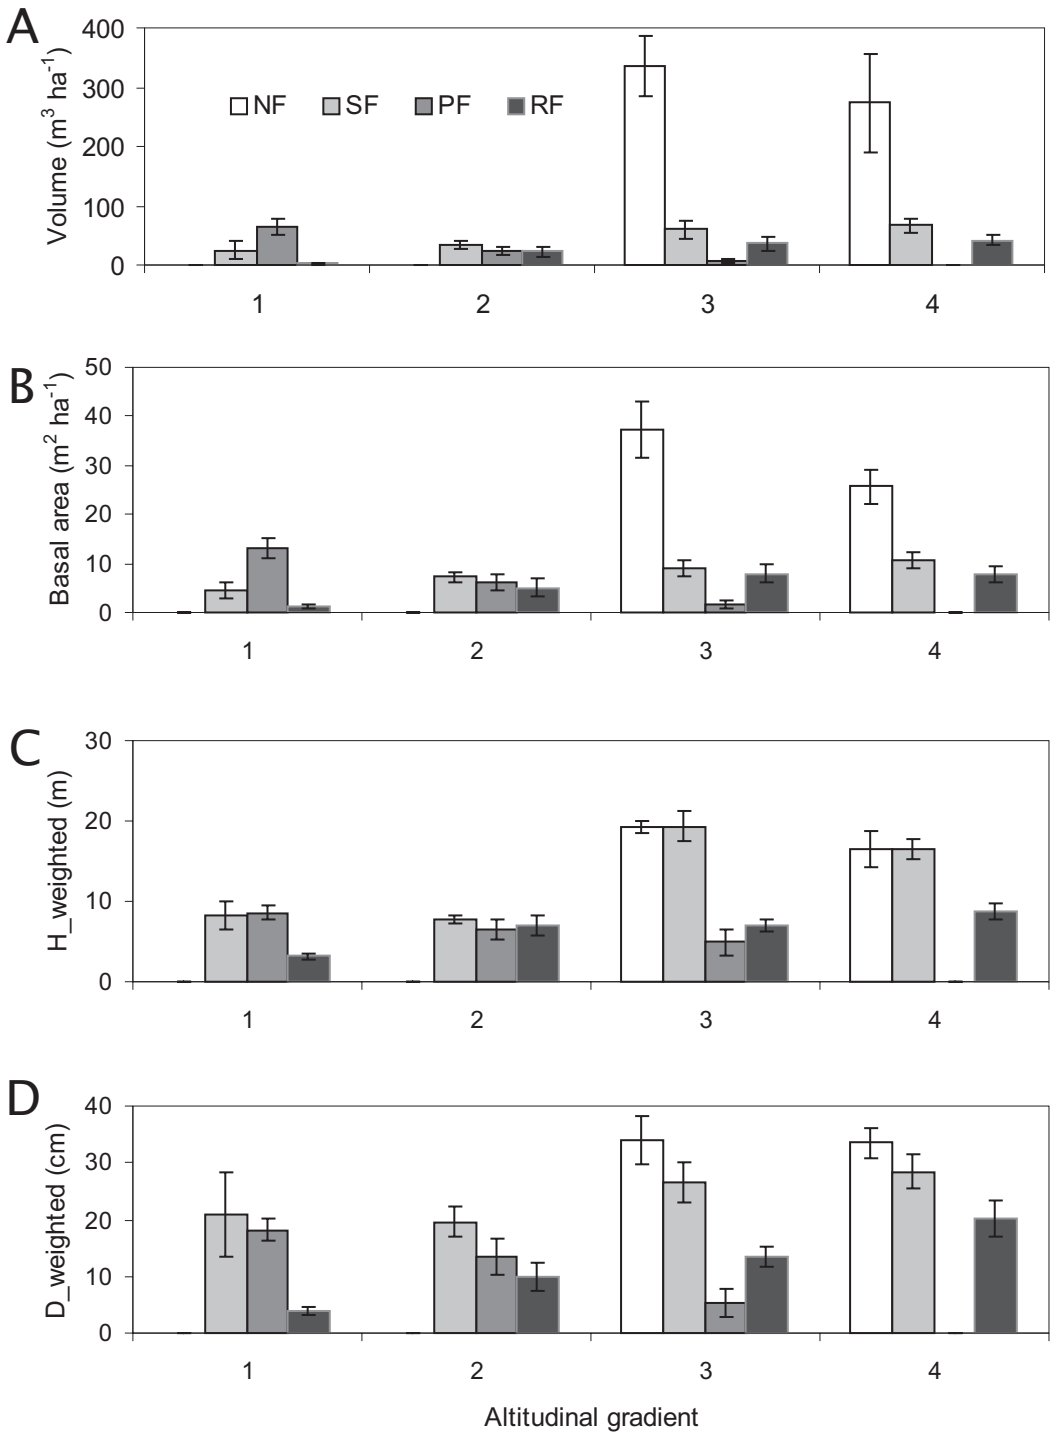 A
Volume (m³ ha⁻¹)
400
300
200
100
0
NF SF PF RF
1 2 3 4
B
Basal area (m² ha⁻¹)
50
40
30
20
10
0
1 2 3 4
C
H_weighted (m)
30
20
10
0
1 2 3 4
D
D_weighted (cm)
40
30
20
10
0
1 2 3 4
Altitudinal gradient